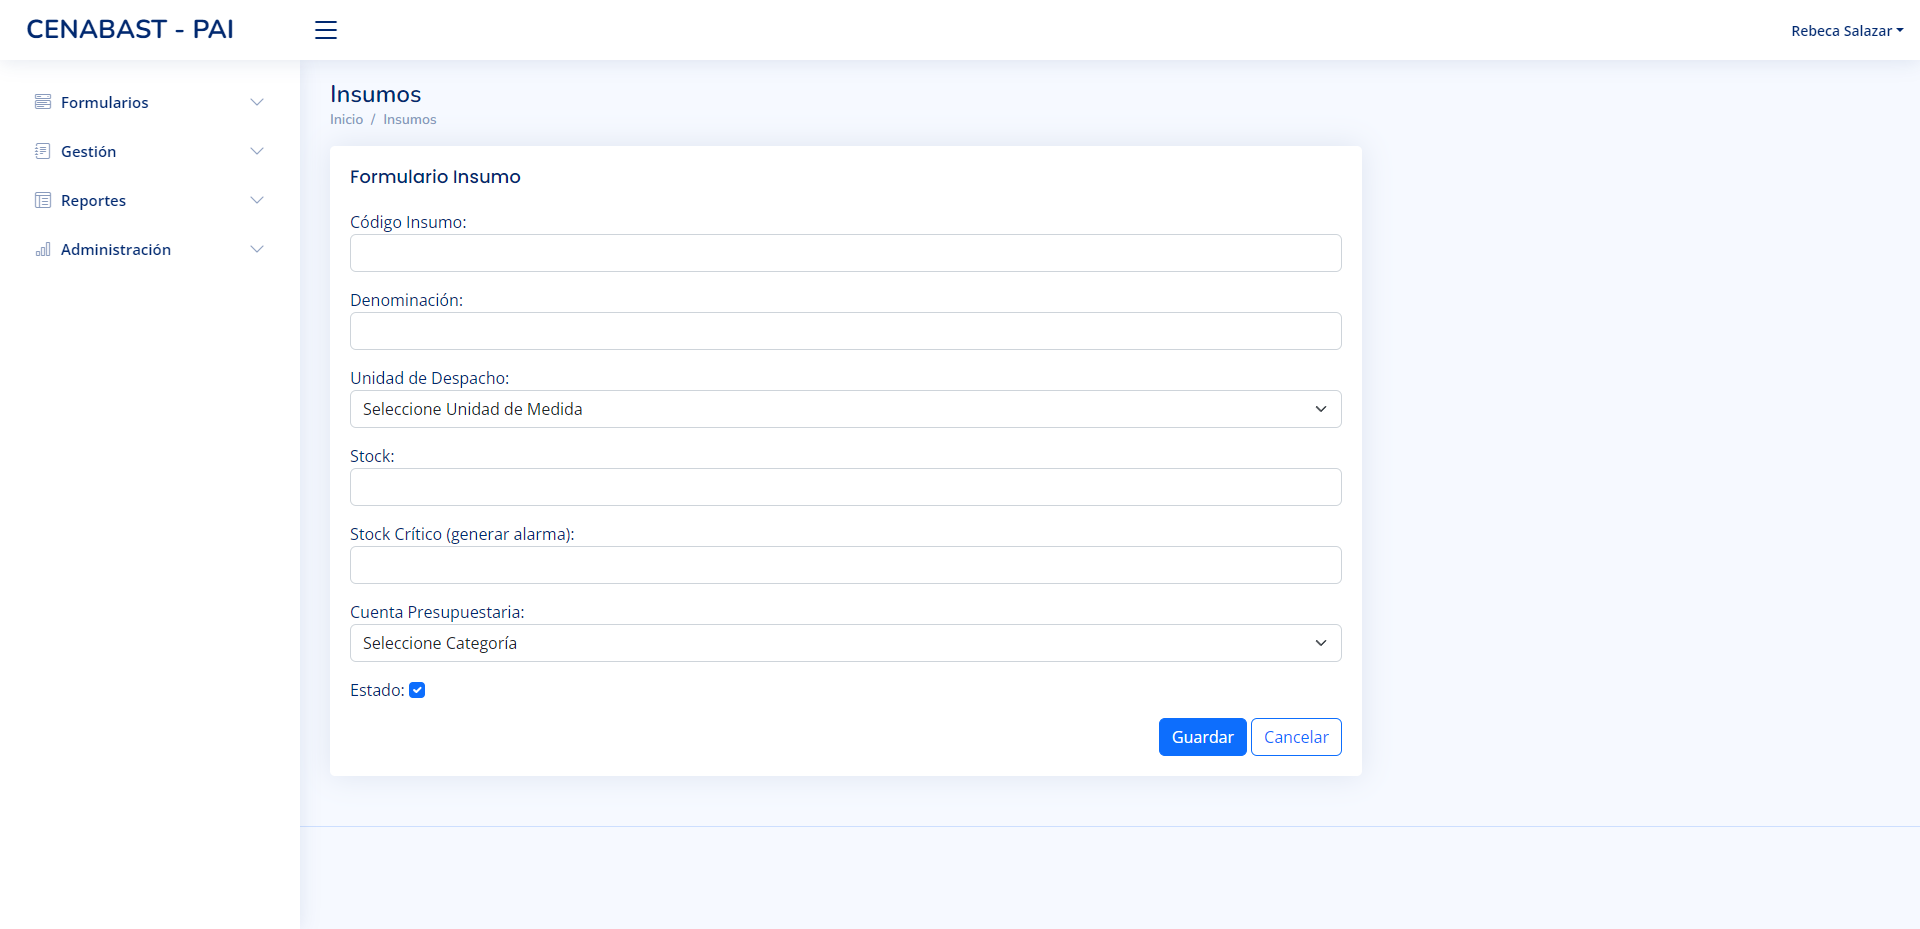 CENABAST - PAI
Rebeca Salazar
Formularios
Gestión
Reportes
Administración
Insumos
Inicio / Insumos
Formulario Insumo
Código Insumo:
Denominación:
Unidad de Despacho:
Seleccione Unidad de Medida
Stock:
Stock Crítico (generar alarma):
Cuenta Presupuestaria:
Seleccione Categoría
Estado:
Guardar Cancelar